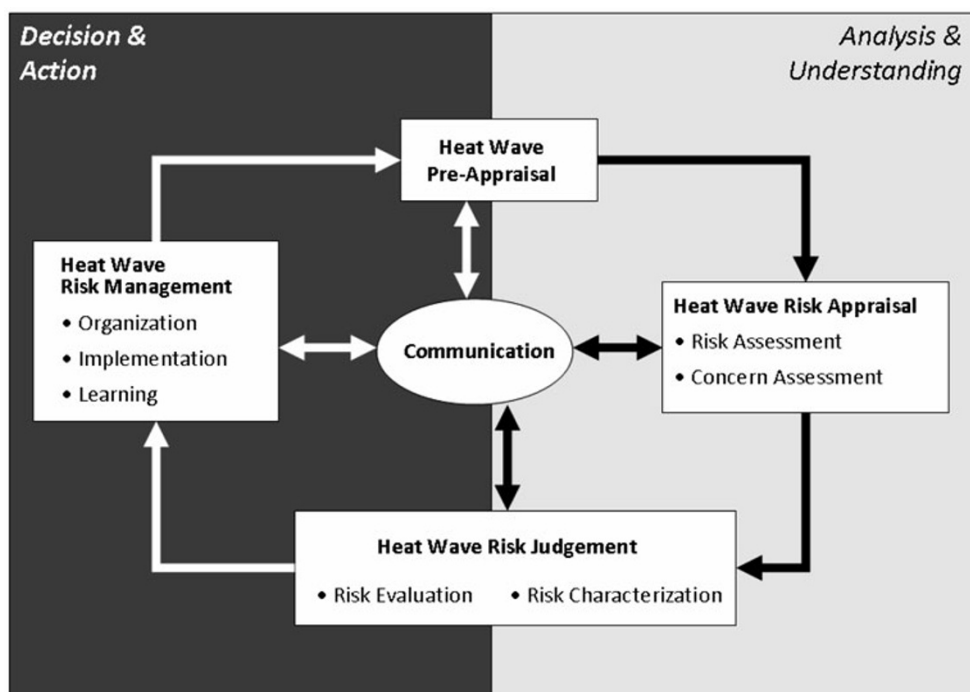 Decision &
Action
Analysis &
Understanding
Heat Wave
Pre-Appraisal
Heat Wave
Risk Management
• Organization
• Implementation
• Learning
Communication
Heat Wave Risk Appraisal
• Risk Assessment
• Concern Assessment
Heat Wave Risk Judgement
• Risk Evaluation • Risk Characterization